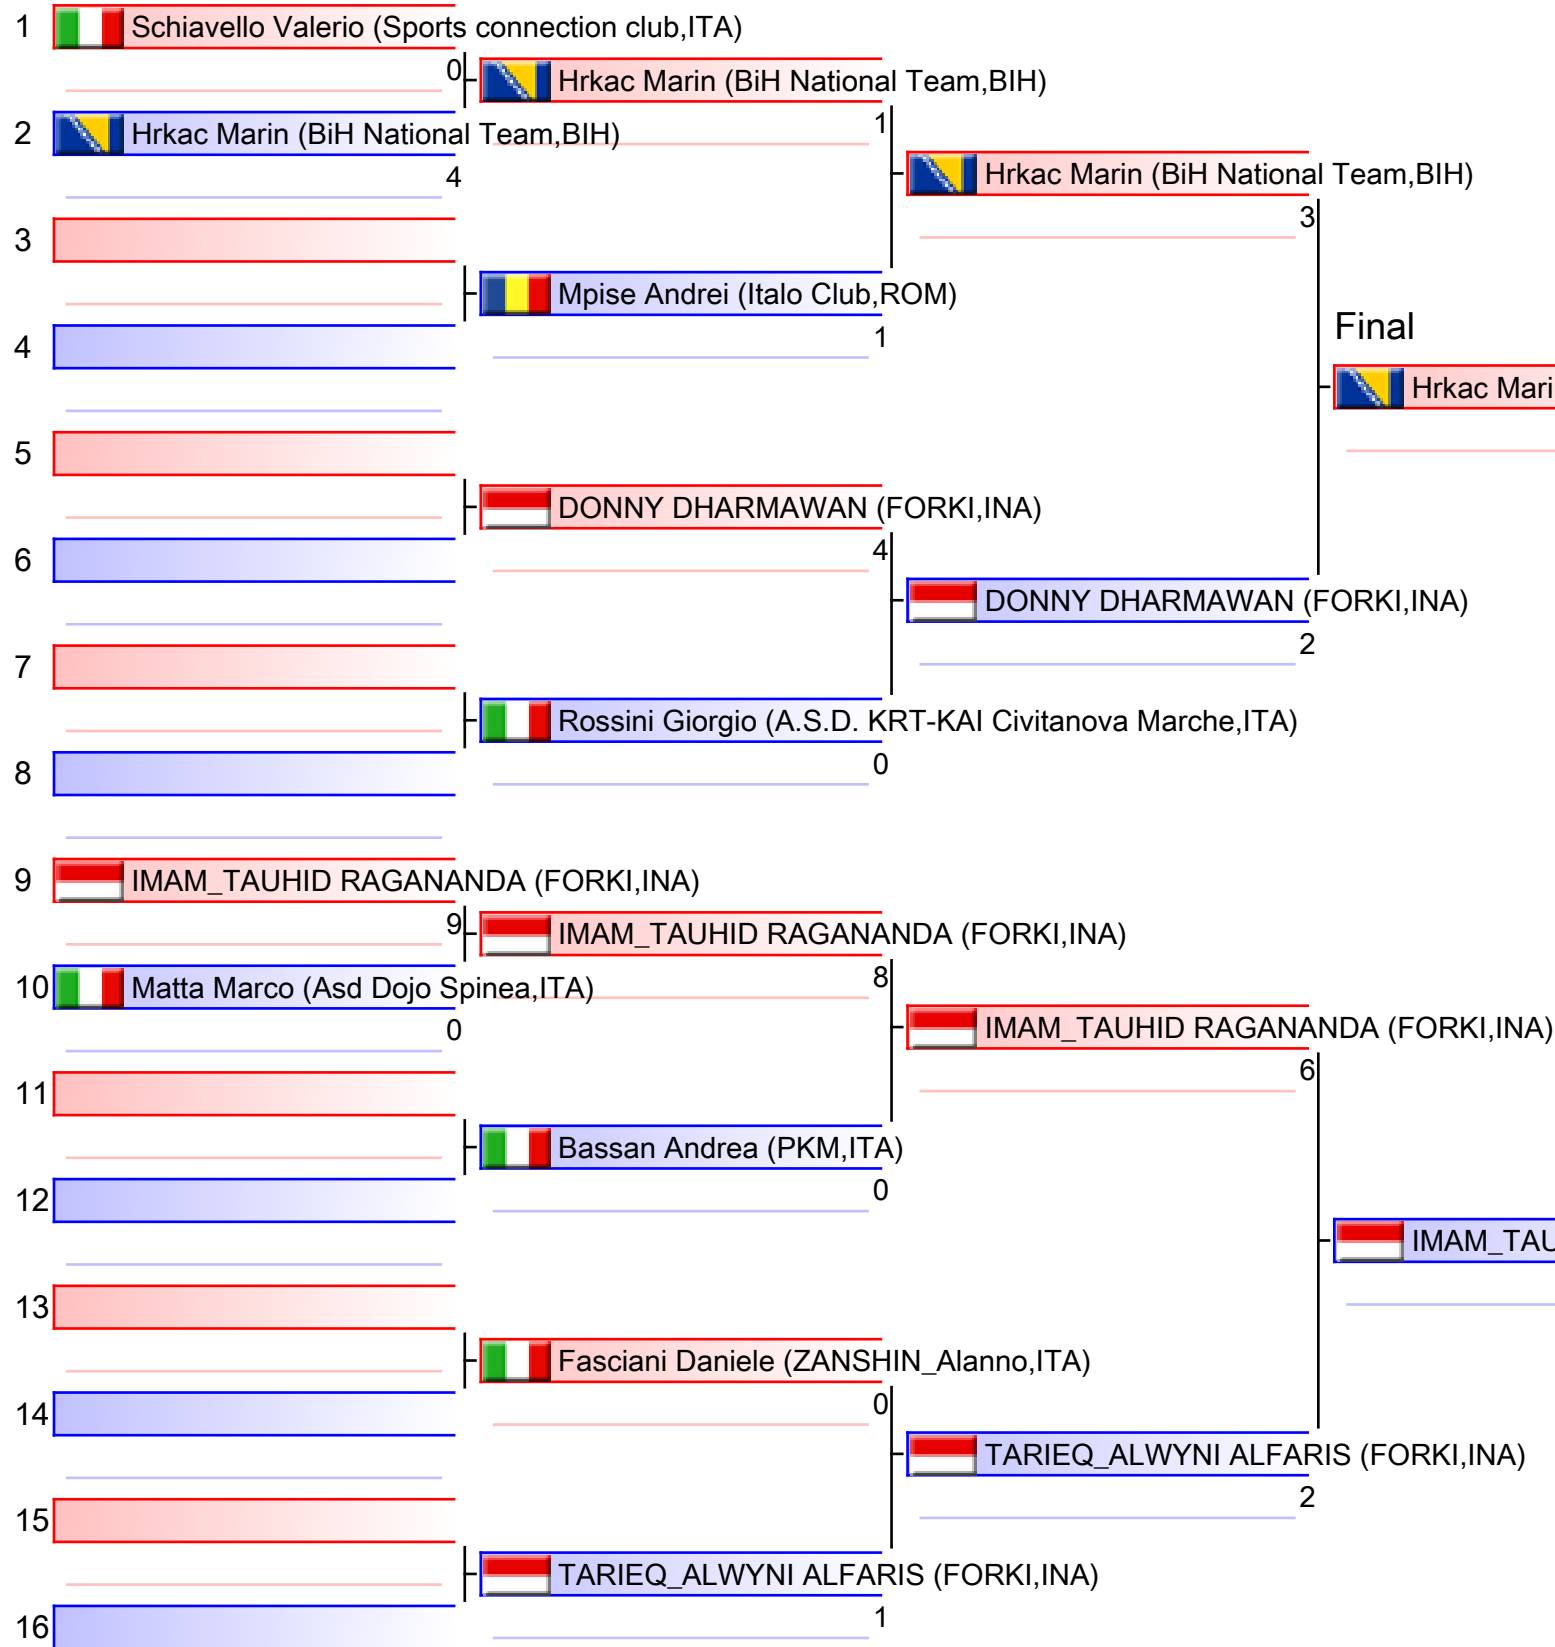 1 Schiavello Valerio (Sports connection club,ITA)
0 Hrkac Marin (BiH National Team,BIH)
2 Hrkac Marin (BiH National Team,BIH)
1
Hrkac Marin (BiH National Team,BIH)
4
3
3
Mpise Andrei (Italo Club,ROM)
Final
4
1
Hrkac Mari
5
DONNY DHARMAWAN (FORKI,INA)
6
4
DONNY DHARMAWAN (FORKI,INA)
2
7
Rossini Giorgio (A.S.D. KRT-KAI Civitanova Marche,ITA)
8
0
9 IMAM_TAUHID RAGANANDA (FORKI,INA)
9 IMAM_TAUHID RAGANANDA (FORKI,INA)
8
10 Matta Marco (Asd Dojo Spinea,ITA)
0
IMAM_TAUHID RAGANANDA (FORKI,INA)
6
11
Bassan Andrea (PKM,ITA)
0
12
IMAM_TAU
13
Fasciani Daniele (ZANSHIN_Alanno,ITA)
0
14
TARIEQ_ALWYNI ALFARIS (FORKI,INA)
2
15
TARIEQ_ALWYNI ALFARIS (FORKI,INA)
1
16